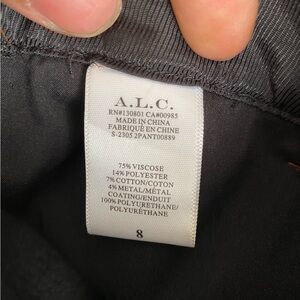 A.L.C.
RN#130801 CA#00985
MADE IN CHINA
FABRIQUÉ EN CHINE
S-2305 2PANT00889
75% VISCOSE
14% POLYESTER
7% COTTON/COTON
4% METAL/MÉTAL
COATING/ENDUIT
100% POLYURETHANE/
POLYURÉTHANE
8